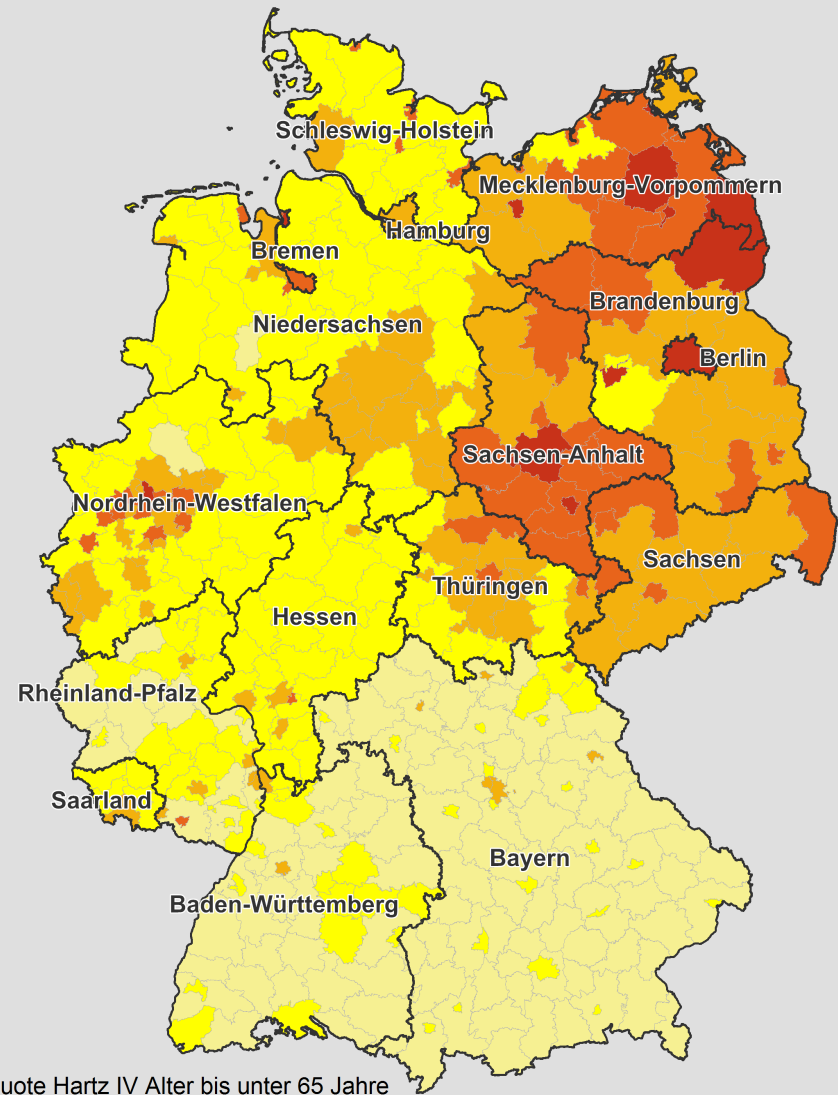 Schleswig-Holstein
Mecklenburg-Vorpommern
Hamburg
Bremen
Brandenburg
Niedersachsen
Berlin
Sachsen-Anhalt
Nordrhein-Westfalen
Sachsen
Thüringen
Hessen
Rheinland-Pfalz
Saarland
Bayern
Baden-Württemberg
uote Hartz IV Alter bis unter 65 Jahre